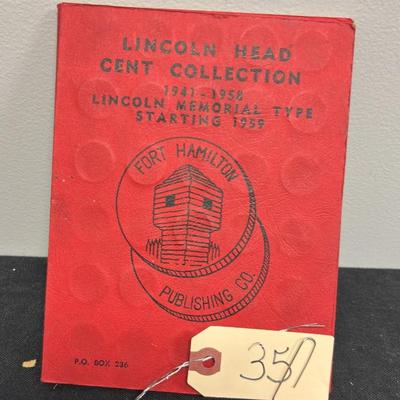 LINCOLN HEAD
CENT COLLECTION
1941-1958
LINCOLN MEMORIAL TYPE
STARTING 1959
FORT HAMILTON
PUBLISHING CO.
P.O. BOX 236
357